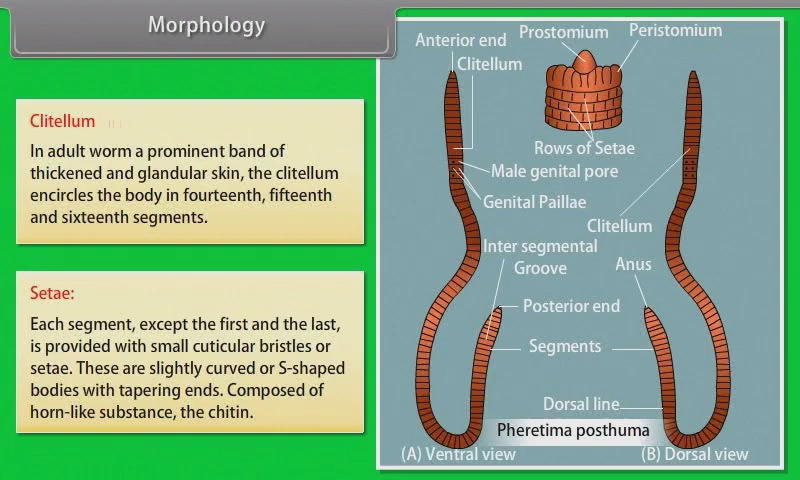 Morphology
Clitellum
In adult worm a prominent band of
thickened and glandular skin, the clitellum
encircles the body in fourteenth, fifteenth
and sixteenth segments.
Setae:
Each segment, except the first and the last,
is provided with small cuticular bristles or
setae. These are slightly curved or S-shaped
bodies with tapering ends. Composed of
horn-like substance, the chitin.
Anterior end
Prostomium
Peristomium
Clitellum
Rows of Setae
Male genital pore
Genital Paillae
Clitellum
Inter segmental
Groove
Anus
Posterior end
Segments
Dorsal line
Pheretima posthuma
(A) Ventral view
(B) Dorsal view